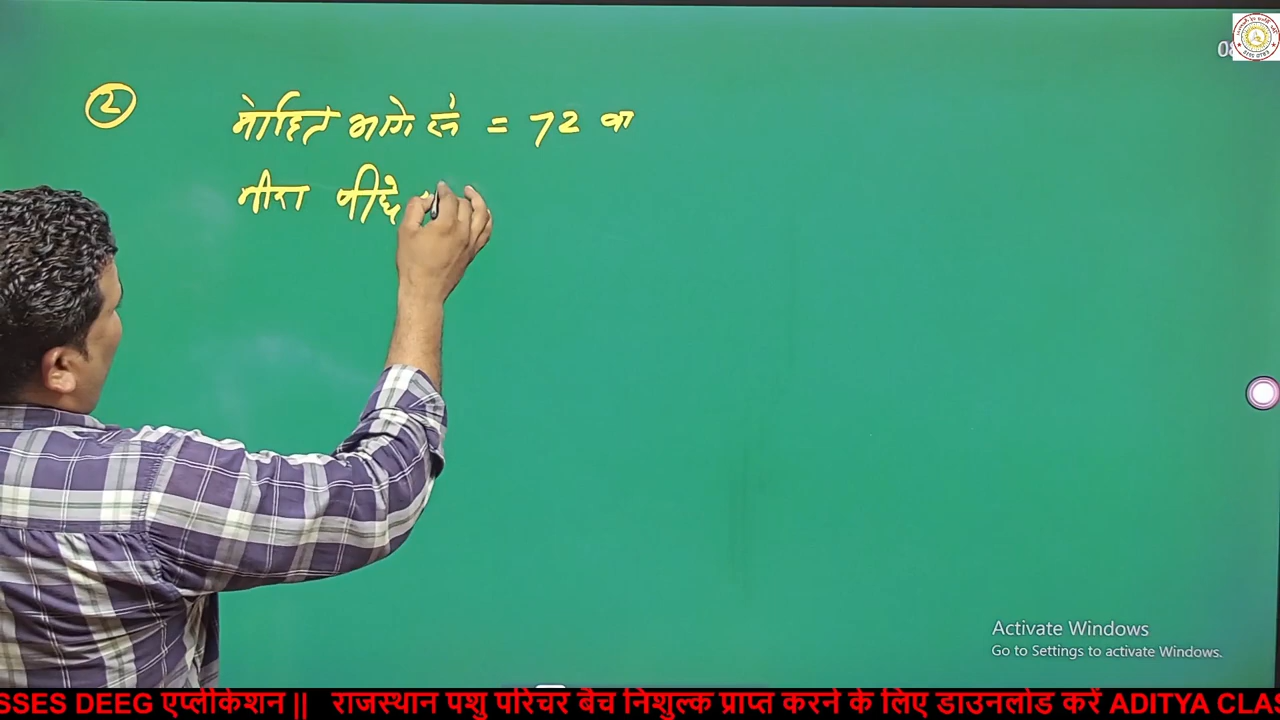 ②
मोहित आगे से = 72 वा
मीरा पीछे
Activate Windows
Go to Settings to activate Windows.
SSES DEEG एप्लीकेशन || राजस्थान पशु परिचर बैच निशुल्क प्राप्त करने के लिए डाउनलोड करें ADITYA CLAS